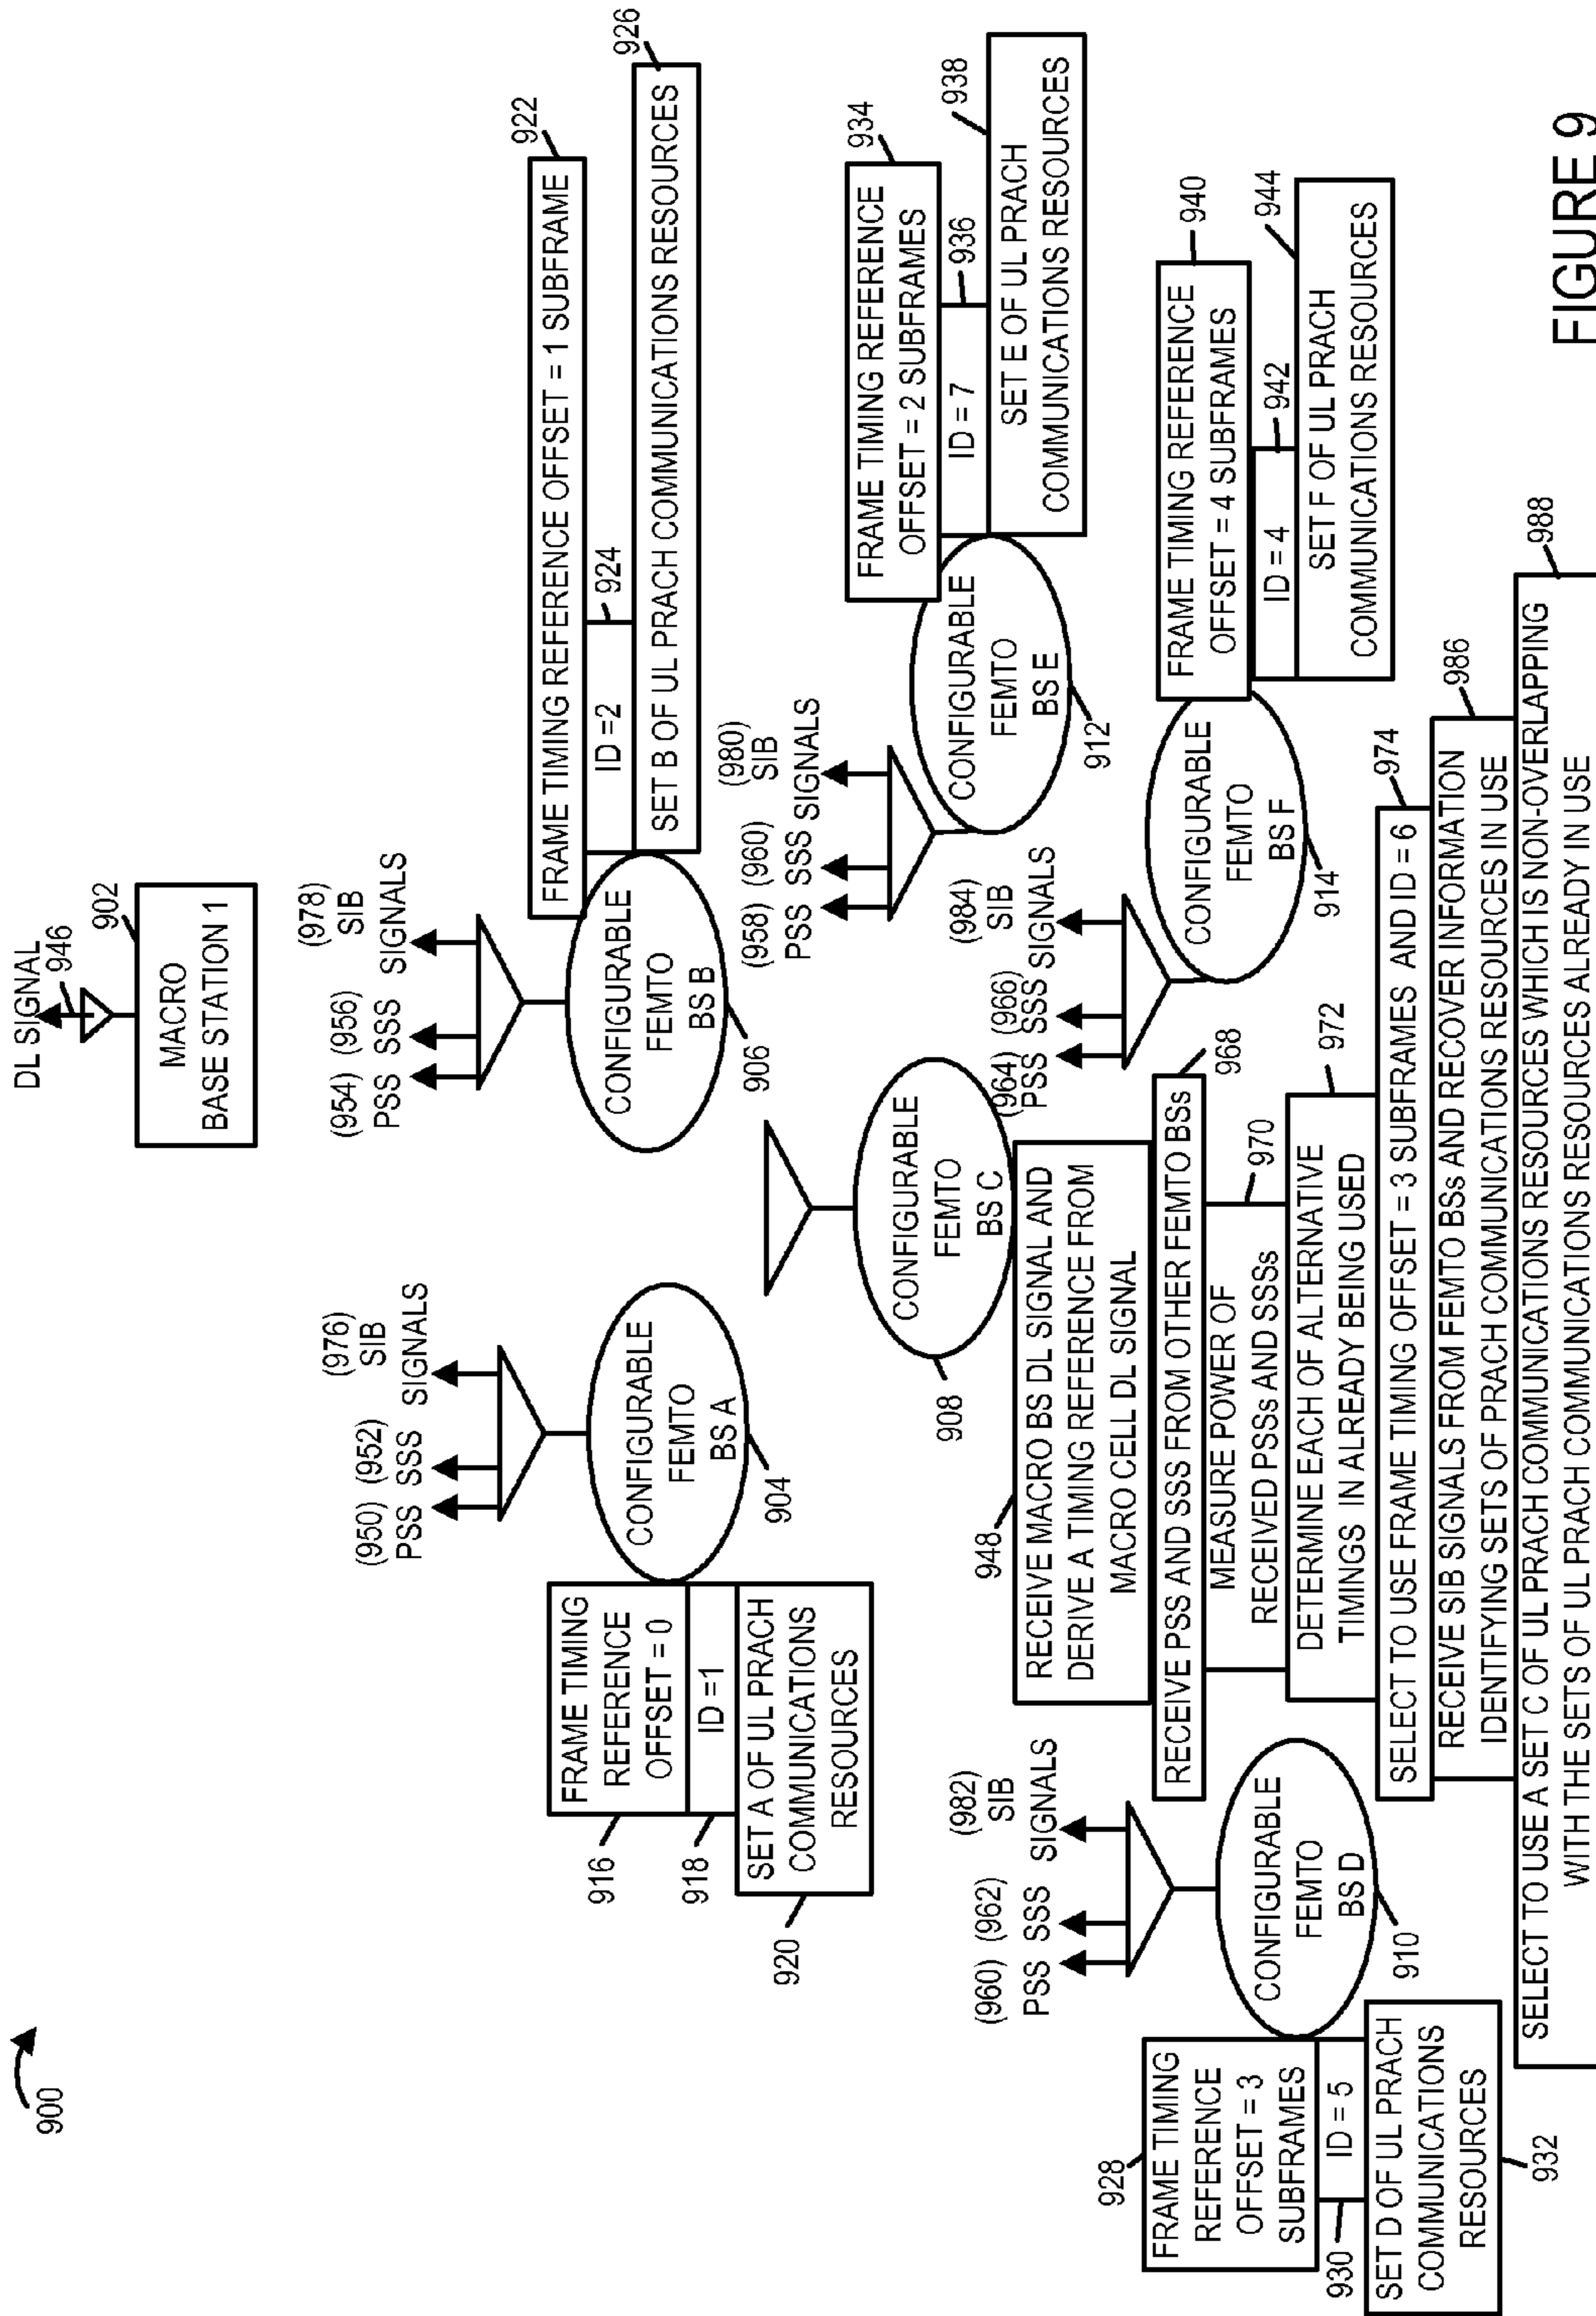 900
DL SIGNAL
946
902
MACRO
BASE STATION 1
(950) (952)
PSS SSS
(976)
SIB
SIGNALS
CONFIGURABLE
FEMTO
BS A
904
916
FRAME TIMING
REFERENCE
OFFSET = 0
918
ID =1
SET A OF UL PRACH
COMMUNICATIONS
RESOURCES
920
(954) (956)
PSS SSS
(978)
SIB
SIGNALS
CONFIGURABLE
FEMTO
BS B
906
922
FRAME TIMING REFERENCE OFFSET = 1 SUBFRAME
ID =2
924
SET B OF UL PRACH COMMUNICATIONS RESOURCES
926
CONFIGURABLE
FEMTO
BS C
908
(958) (960)
PSS SSS
(980)
SIB
SIGNALS
CONFIGURABLE
FEMTO
BS E
912
934
FRAME TIMING REFERENCE
OFFSET = 2 SUBFRAMES
ID = 7
936
SET E OF UL PRACH
COMMUNICATIONS RESOURCES
938
(960) (962)
PSS SSS
(982)
SIB
SIGNALS
CONFIGURABLE
FEMTO
BS D
910
928
FRAME TIMING
REFERENCE
OFFSET = 3
SUBFRAMES
930
ID = 5
SET D OF UL PRACH
COMMUNICATIONS
RESOURCES
932
(964) (966)
PSS SSS
(984)
SIB
SIGNALS
CONFIGURABLE
FEMTO
BS F
914
FRAME TIMING REFERENCE
OFFSET = 4 SUBFRAMES
940
ID = 4
942
SET F OF UL PRACH
COMMUNICATIONS RESOURCES
944
948
RECEIVE MACRO BS DL SIGNAL AND
DERIVE A TIMING REFERENCE FROM
MACRO CELL DL SIGNAL
968
RECEIVE PSS AND SSS FROM OTHER FEMTO BSs
MEASURE POWER OF
RECEIVED PSSs AND SSSs
970
DETERMINE EACH OF ALTERNATIVE
TIMINGS IN ALREADY BEING USED
972
SELECT TO USE FRAME TIMING OFFSET = 3 SUBFRAMES AND ID = 6
974
RECEIVE SIB SIGNALS FROM FEMTO BSs AND RECOVER INFORMATION
IDENTIFYING SETS OF PRACH COMMUNICATIONS RESOURCES IN USE
986
SELECT TO USE A SET C OF UL PRACH COMMUNICATIONS RESOURCES WHICH IS NON-OVERLAPPING
WITH THE SETS OF UL PRACH COMMUNICATIONS RESOURCES ALREADY IN USE
988
FIGURE 9